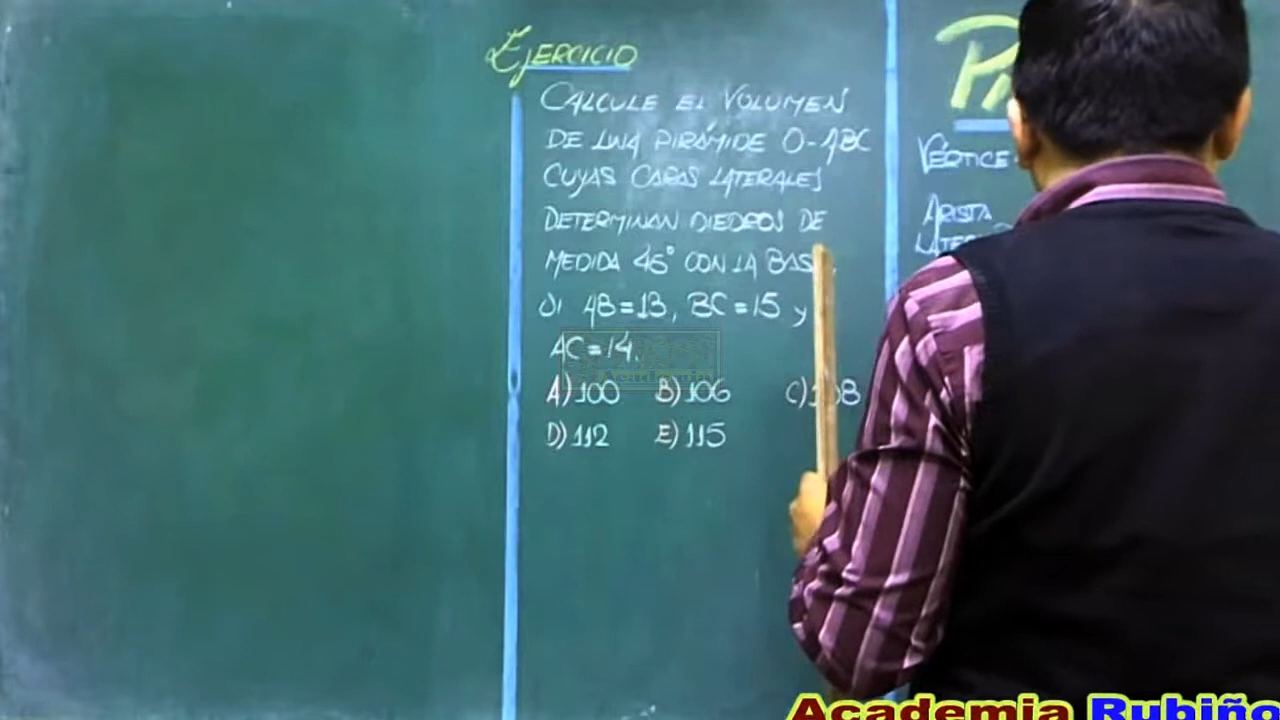 EJERCICIO
CALCULE EL VOLUMEN
DE UNA PIRÁMIDE O-ABC
CUYAS CARAS LATERALES
DETERMINAN DIEDROS DE
MEDIDA 45° CON LA BASE.
SI AB=13, BC=15 y
AC=14.
A) 100 B) 106 C) 108
D) 112 E) 115
VÉRTICE
ARISTA
Academia Rubiño